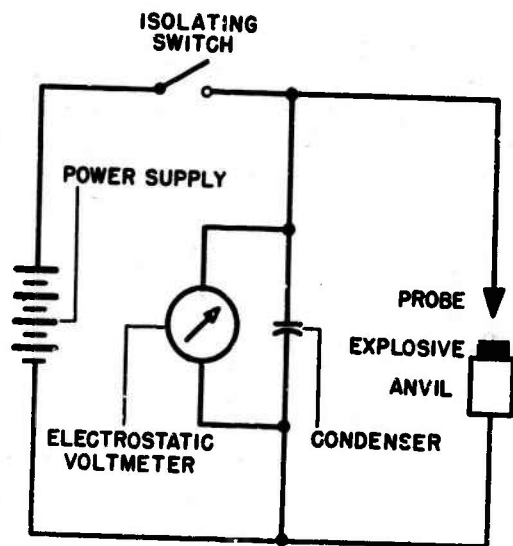 ISOLATING
SWITCH
POWER SUPPLY
PROBE
EXPLOSIVE
ANVIL
ELECTROSTATIC
VOLTMETER
CONDENSER